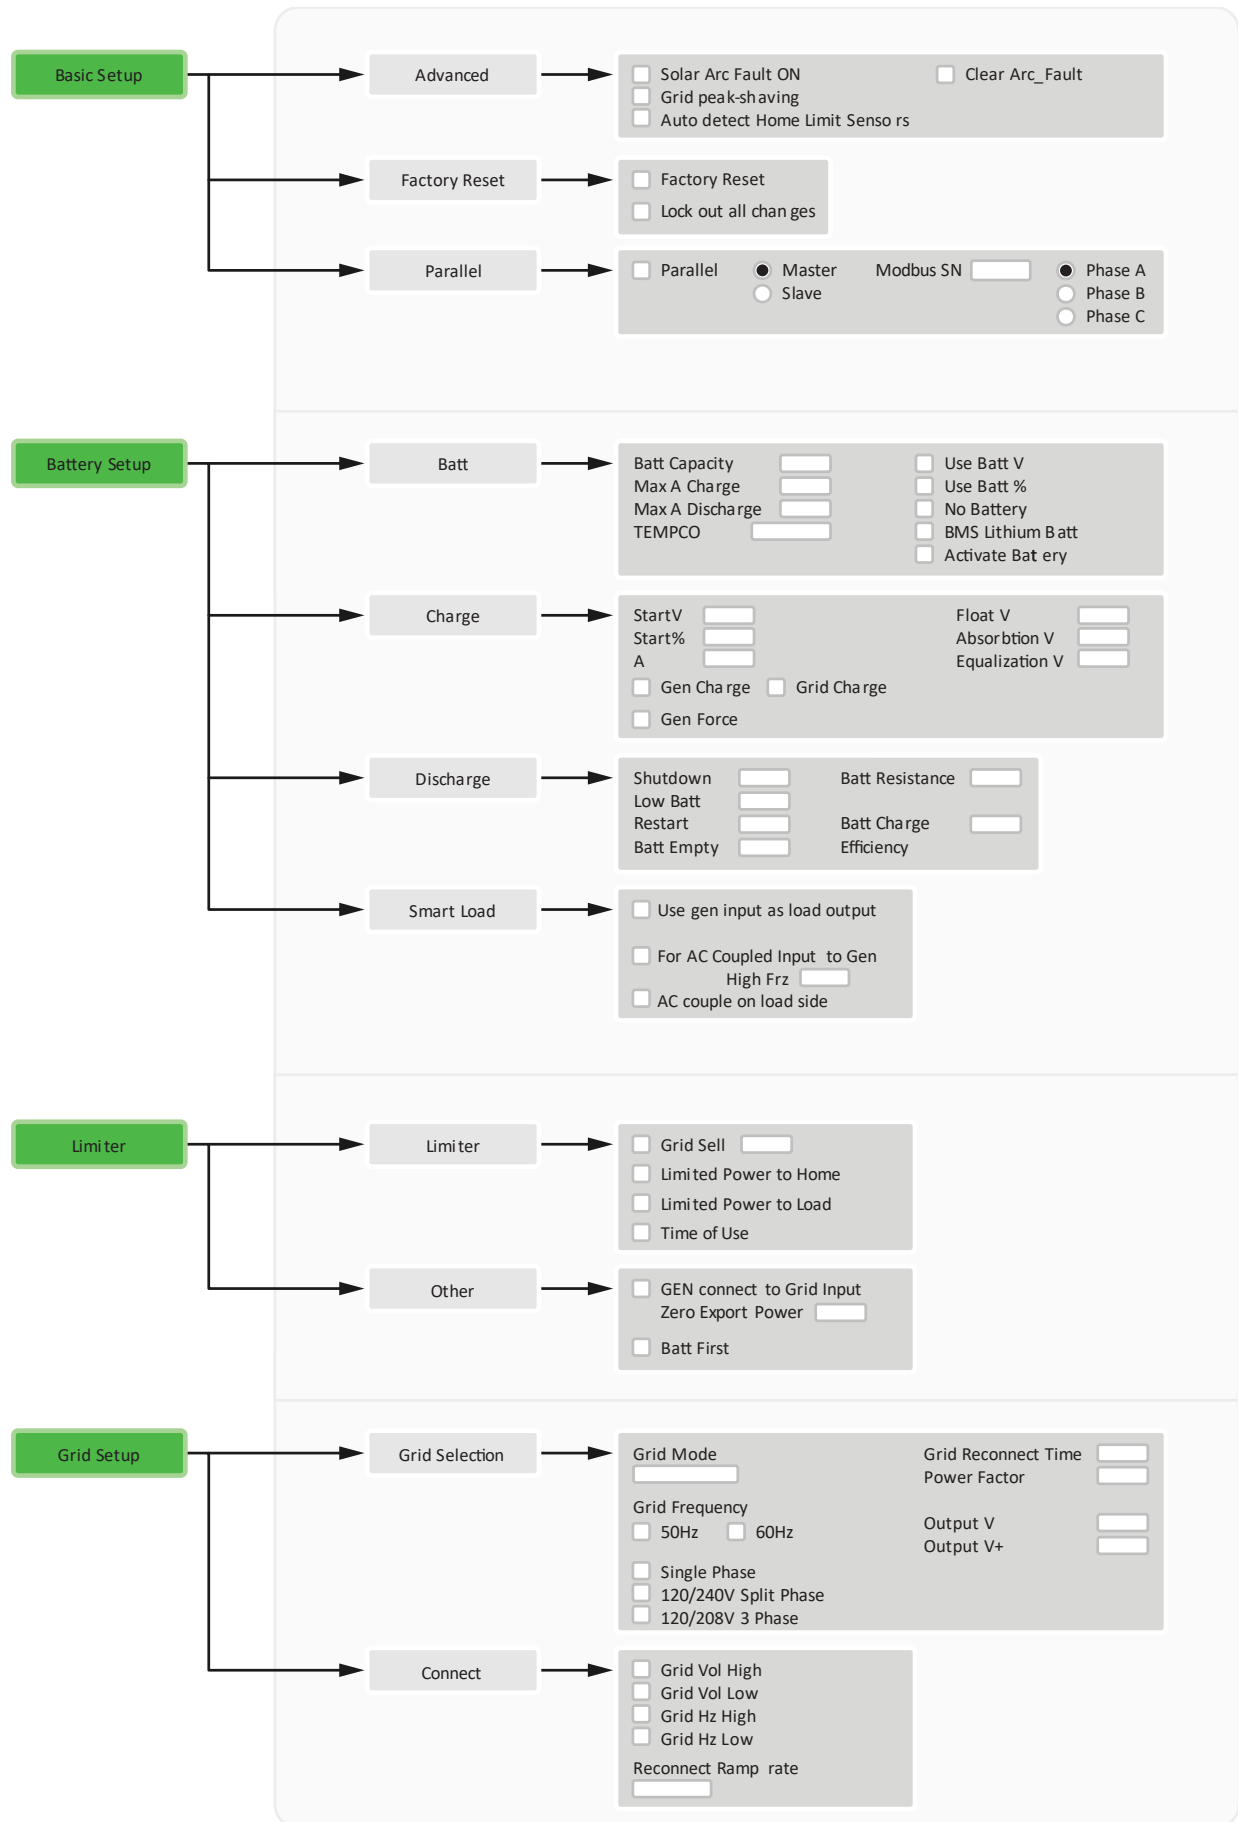 Basic Setup
Advanced
Solar Arc Fault ON
Clear Arc_Fault
Grid peak-shaving
Auto detect Home Limit Senso rs
Factory Reset
Factory Reset
Lock out all chan ges
Parallel
Parallel
Master
Slave
Modbus SN
Phase A
Phase B
Phase C
Battery Setup
Batt
Batt Capacity
Max A Charge
Max A Discharge
TEMPCO
Use Batt V
Use Batt %
No Battery
BMS Lithium Batt
Activate Bat ery
Charge
StartV
Start%
A
Float V
Absorbtion V
Equalization V
Gen Charge
Grid Charge
Gen Force
Discharge
Shutdown
Low Batt
Restart
Batt Empty
Batt Resistance
Batt Charge
Efficiency
Smart Load
Use gen input as load output
For AC Coupled Input to Gen
High Frz
AC couple on load side
Limiter
Limiter
Grid Sell
Limited Power to Home
Limited Power to Load
Time of Use
Other
GEN connect to Grid Input
Zero Export Power
Batt First
Grid Setup
Grid Selection
Grid Mode
Grid Frequency
50Hz
60Hz
Single Phase
120/240V Split Phase
120/208V 3 Phase
Grid Reconnect Time
Power Factor
Output V
Output V+
Connect
Grid Vol High
Grid Vol Low
Grid Hz High
Grid Hz Low
Reconnect Ramp rate